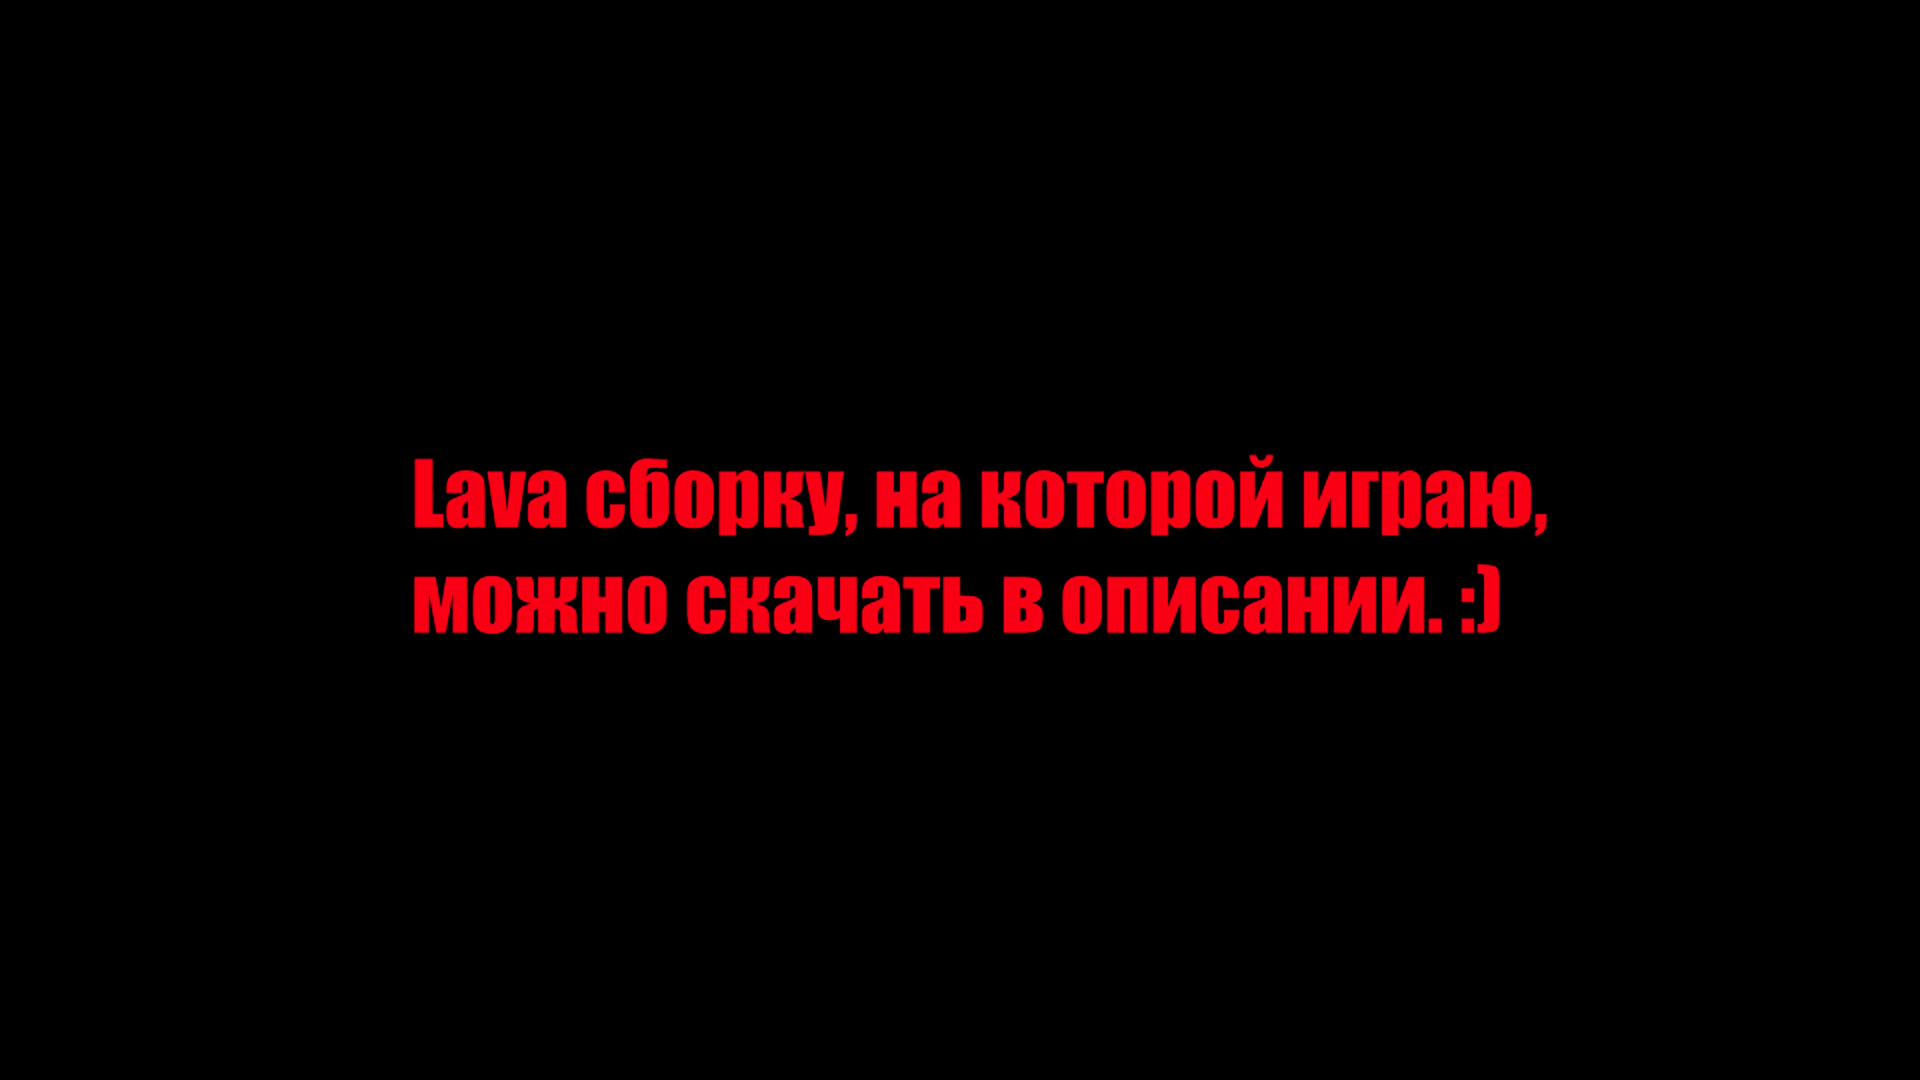 Lava сборку, на которой играю,
можно скачать в описании. :)